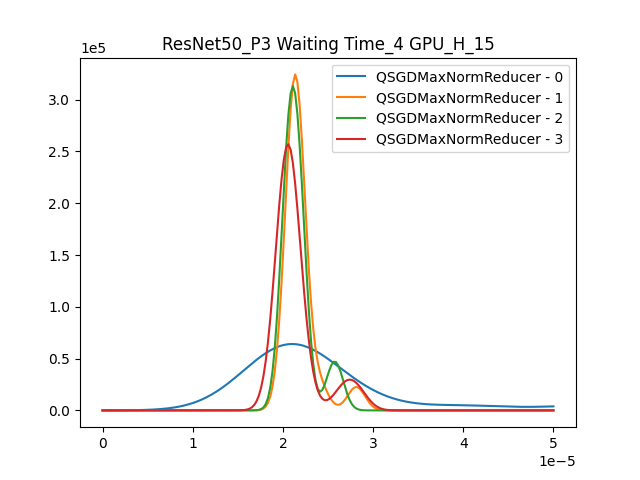 ResNet50_P3 Waiting Time_4 GPU_H_15
1e5
QSGDMaxNormReducer - 0
QSGDMaxNormReducer - 1
QSGDMaxNormReducer - 2
QSGDMaxNormReducer - 3
3.0
2.5
2.0
1.5
1.0
0.5
0.0
0 1 2 3 4 5
1e−5